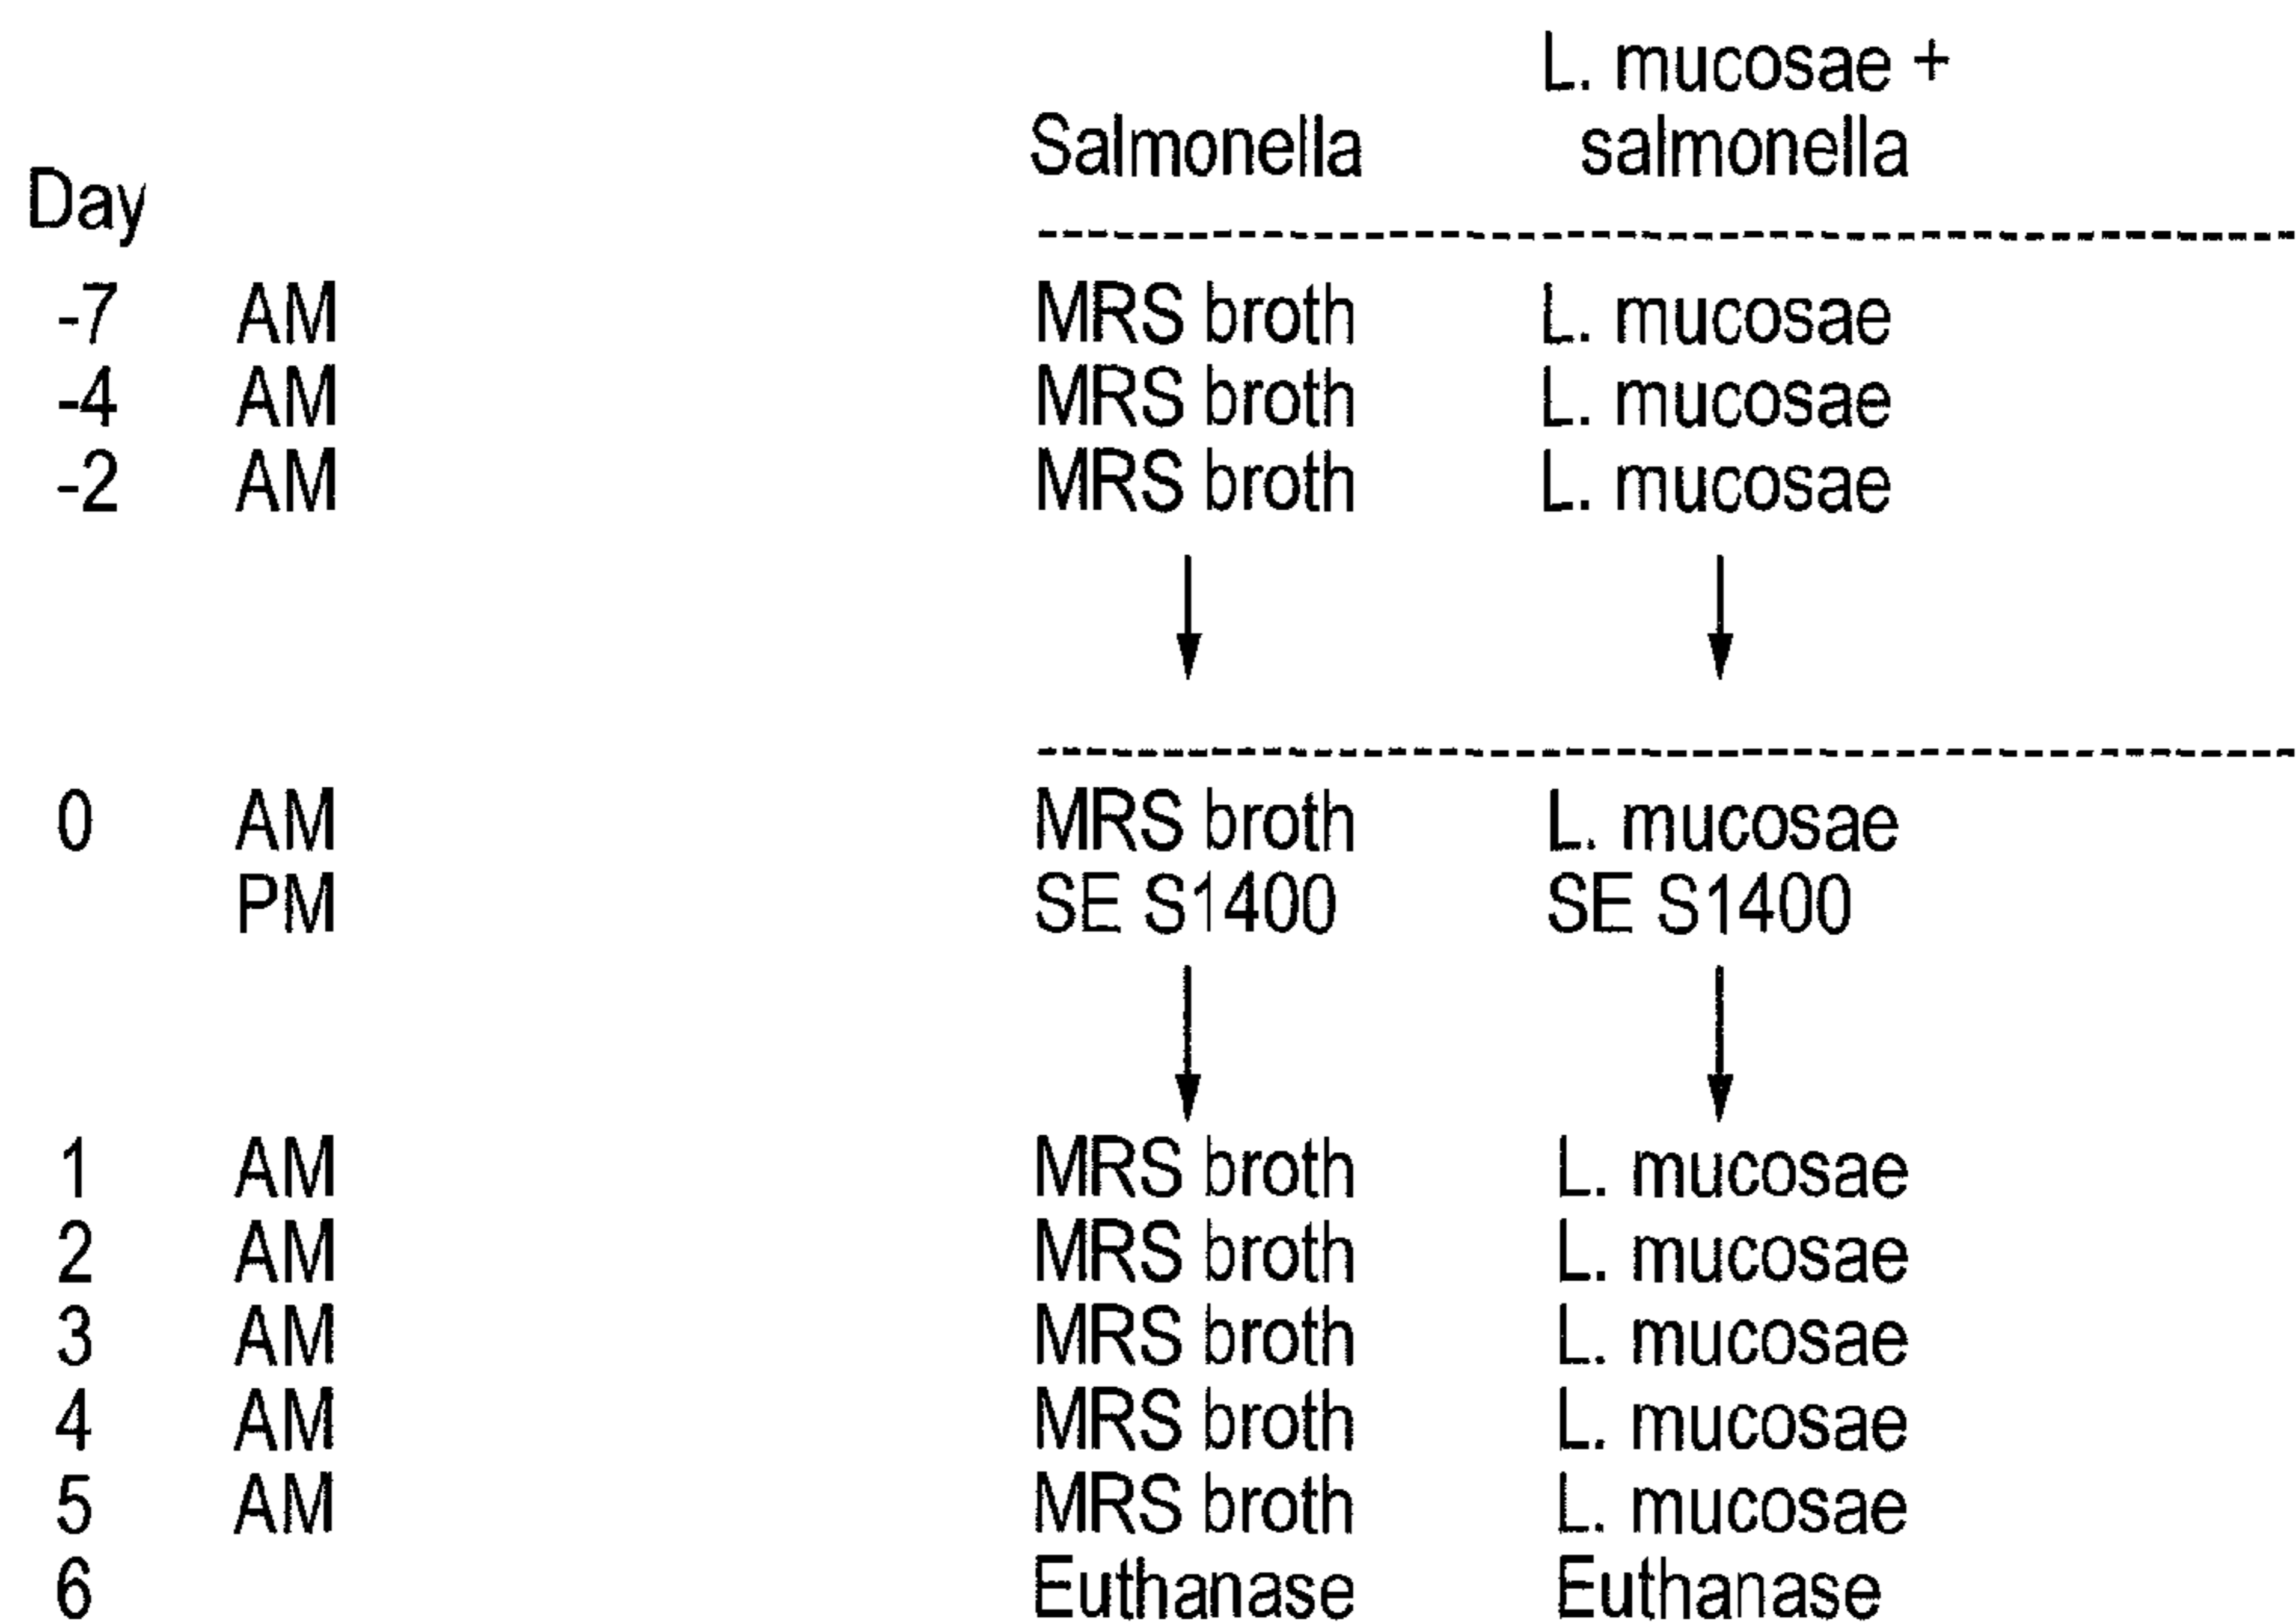 L. mucosae +
Salmonella salmonella
Day
-7 AM MRS broth L. mucosae
-4 AM MRS broth L. mucosae
-2 AM MRS broth L. mucosae
0 AM MRS broth L. mucosae
PM SE S1400 SE S1400
1 AM MRS broth L. mucosae
2 AM MRS broth L. mucosae
3 AM MRS broth L. mucosae
4 AM MRS broth L. mucosae
5 AM MRS broth L. mucosae
6 Euthanase Euthanase